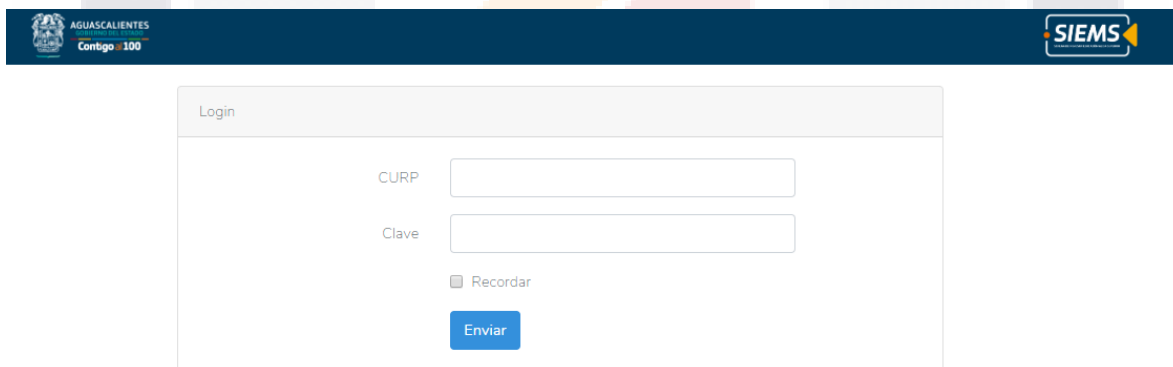 AGUASCALIENTES
GOBIERNO DEL ESTADO
Contigo al 100
SIEMS
Login
CURP
Clave
Recordar
Enviar